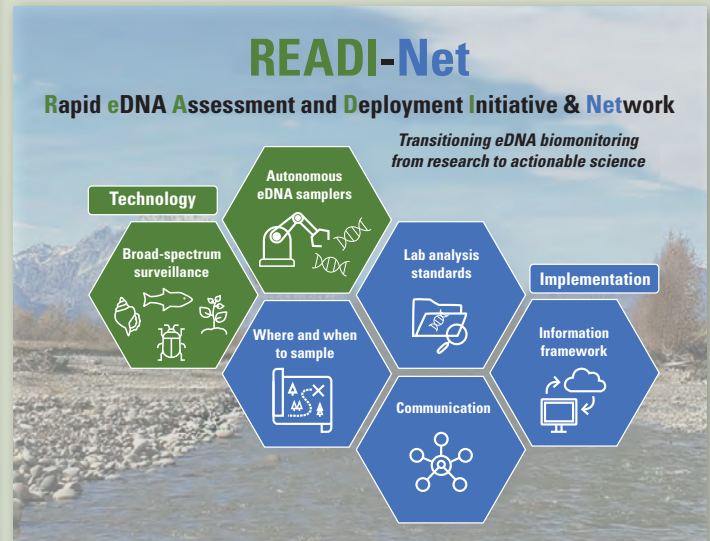 READI-Net
Rapid eDNA Assessment and Deployment Initiative & Network
Transitioning eDNA biomonitoring
from research to actionable science
Technology
Autonomous
eDNA samplers
Broad-spectrum
surveillance
Lab analysis
standards
Implementation
Where and when
to sample
Information
framework
Communication